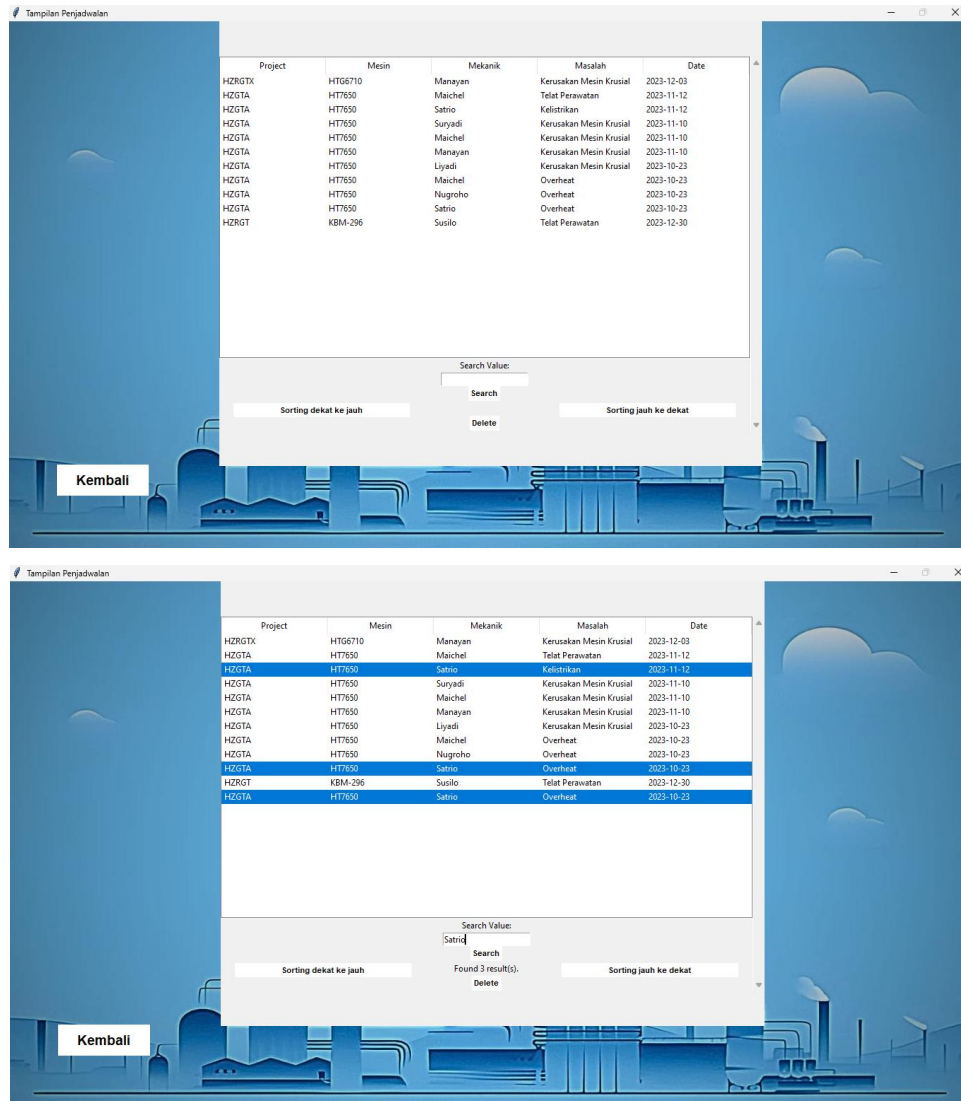 Tampilan Penjadwalan
Project Mesin Mekanik Masalah Date
HZRGTX HTG6710 Manayan Kerusakan Mesin Krusial 2023-12-03
HZGTA HT7650 Maichel Telat Perawatan 2023-11-12
HZGTA HT7650 Satrio Kelistrikan 2023-11-12
HZGTA HT7650 Suryadi Kerusakan Mesin Krusial 2023-11-10
HZGTA HT7650 Maichel Kerusakan Mesin Krusial 2023-11-10
HZGTA HT7650 Manayan Kerusakan Mesin Krusial 2023-11-10
HZGTA HT7650 Liyadi Kerusakan Mesin Krusial 2023-10-23
HZGTA HT7650 Maichel Overheat 2023-10-23
HZGTA HT7650 Nugroho Overheat 2023-10-23
HZGTA HT7650 Satrio Overheat 2023-10-23
HZRGT KBM-296 Susilo Telat Perawatan 2023-12-30
Search Value:
Search
Sorting dekat ke jauh Sorting jauh ke dekat
Delete
Kembali
Tampilan Penjadwalan
Project Mesin Mekanik Masalah Date
HZRGTX HTG6710 Manayan Kerusakan Mesin Krusial 2023-12-03
HZGTA HT7650 Maichel Telat Perawatan 2023-11-12
HZGTA HT7650 Satrio Kelistrikan 2023-11-12
HZGTA HT7650 Suryadi Kerusakan Mesin Krusial 2023-11-10
HZGTA HT7650 Maichel Kerusakan Mesin Krusial 2023-11-10
HZGTA HT7650 Manayan Kerusakan Mesin Krusial 2023-11-10
HZGTA HT7650 Liyadi Kerusakan Mesin Krusial 2023-10-23
HZGTA HT7650 Maichel Overheat 2023-10-23
HZGTA HT7650 Nugroho Overheat 2023-10-23
HZGTA HT7650 Satrio Overheat 2023-10-23
HZRGT KBM-296 Susilo Telat Perawatan 2023-12-30
HZGTA HT7650 Satrio Overheat 2023-10-23
Search Value:
Satrio
Search
Sorting dekat ke jauh Found 3 result(s). Sorting jauh ke dekat
Delete
Kembali